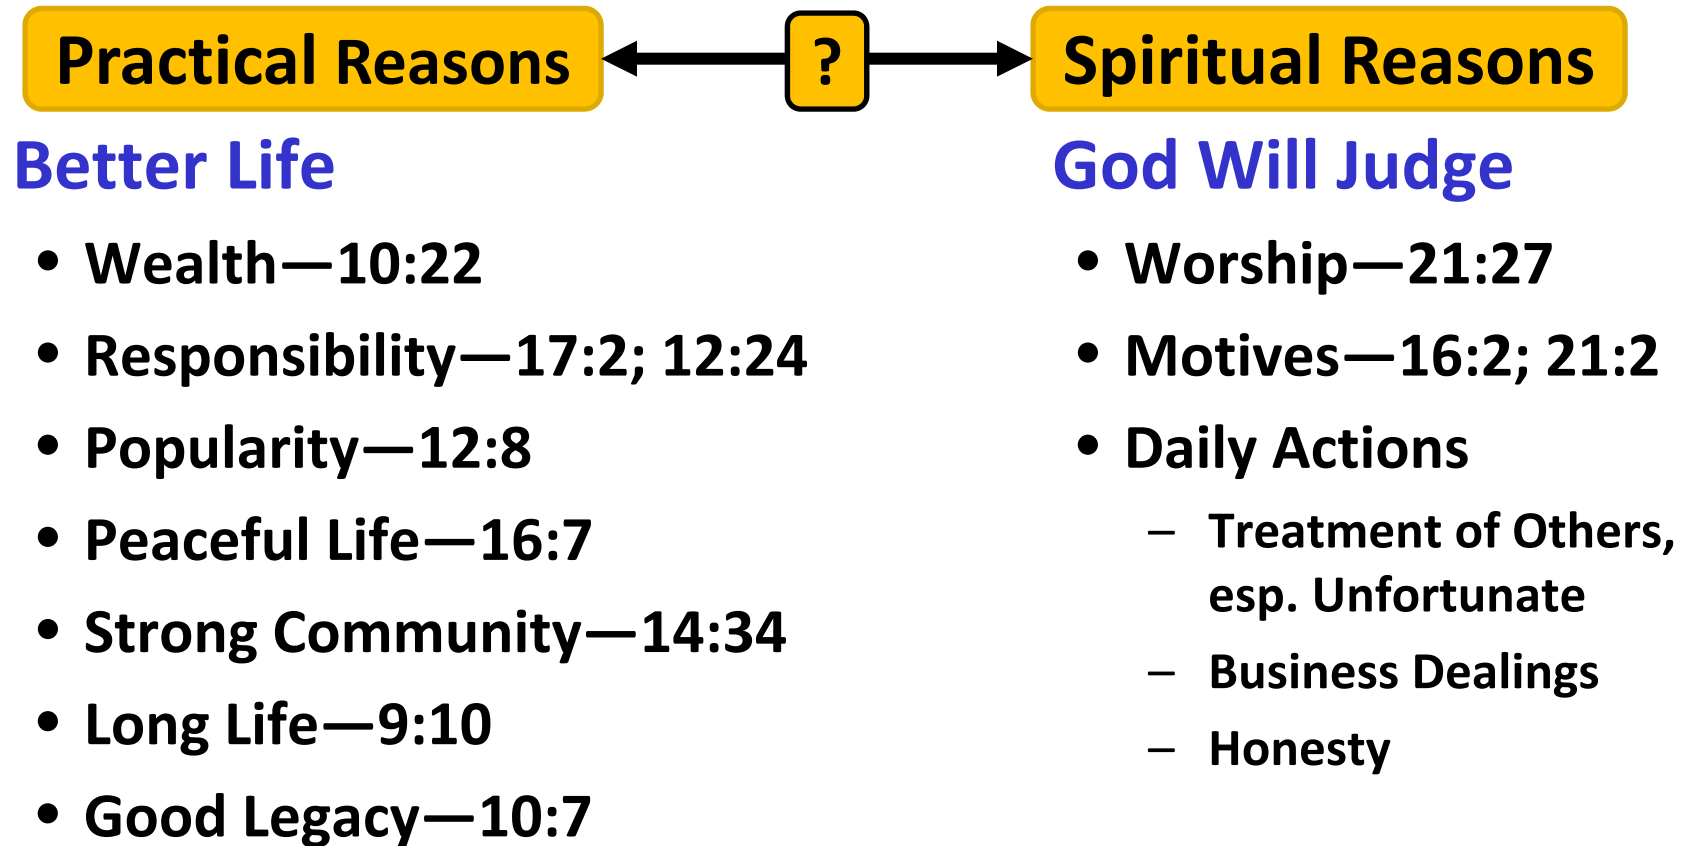 Practical Reasons
?
Spiritual Reasons
Better Life
• Wealth—10:22
• Responsibility—17:2; 12:24
• Popularity—12:8
• Peaceful Life—16:7
• Strong Community—14:34
• Long Life—9:10
• Good Legacy—10:7
God Will Judge
• Worship—21:27
• Motives—16:2; 21:2
• Daily Actions
– Treatment of Others,
esp. Unfortunate
– Business Dealings
– Honesty